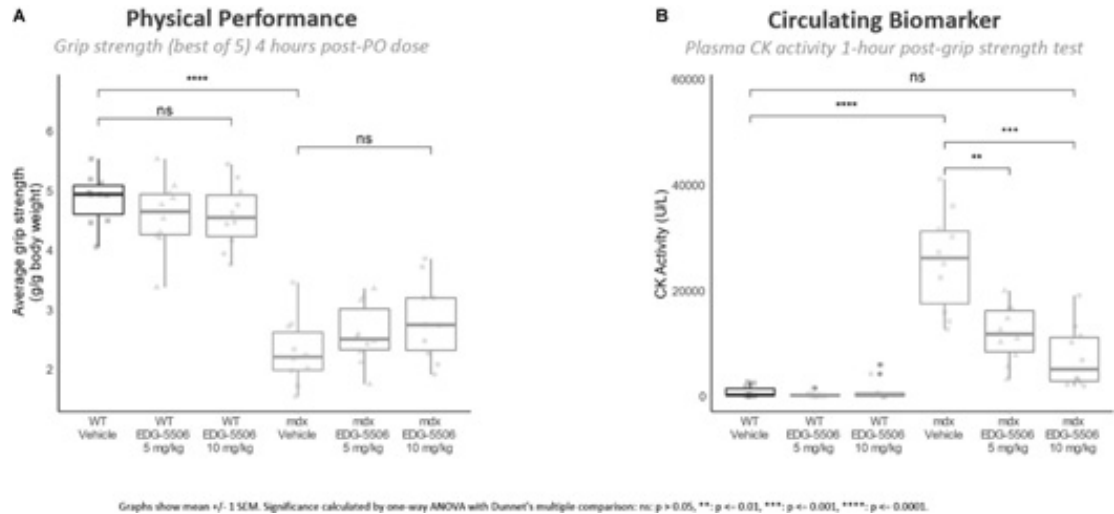 A
Physical Performance
Grip strength (best of 5) 4 hours post-PO dose
****
ns
ns
6
5
4
3
2
Average grip strength
(g/g body weight)
WT
Vehicle
WT
EDG-5506
5 mg/kg
WT
EDG-5506
10 mg/kg
mdx
Vehicle
mdx
EDG-5506
5 mg/kg
mdx
EDG-5506
10 mg/kg
B
Circulating Biomarker
Plasma CK activity 1-hour post-grip strength test
ns
****
***
**
60000
40000
20000
0
CK Activity (U/L)
WT
Vehicle
WT
EDG-5506
5 mg/kg
WT
EDG-5506
10 mg/kg
mdx
Vehicle
mdx
EDG-5506
5 mg/kg
mdx
EDG-5506
10 mg/kg
Graphs show mean +/- 1 SEM. Significance calculated by one-way ANOVA with Dunnet's multiple comparison: ns: p > 0.05, **: p <- 0.01, ***: p <- 0.001, ****: p <- 0.0001.